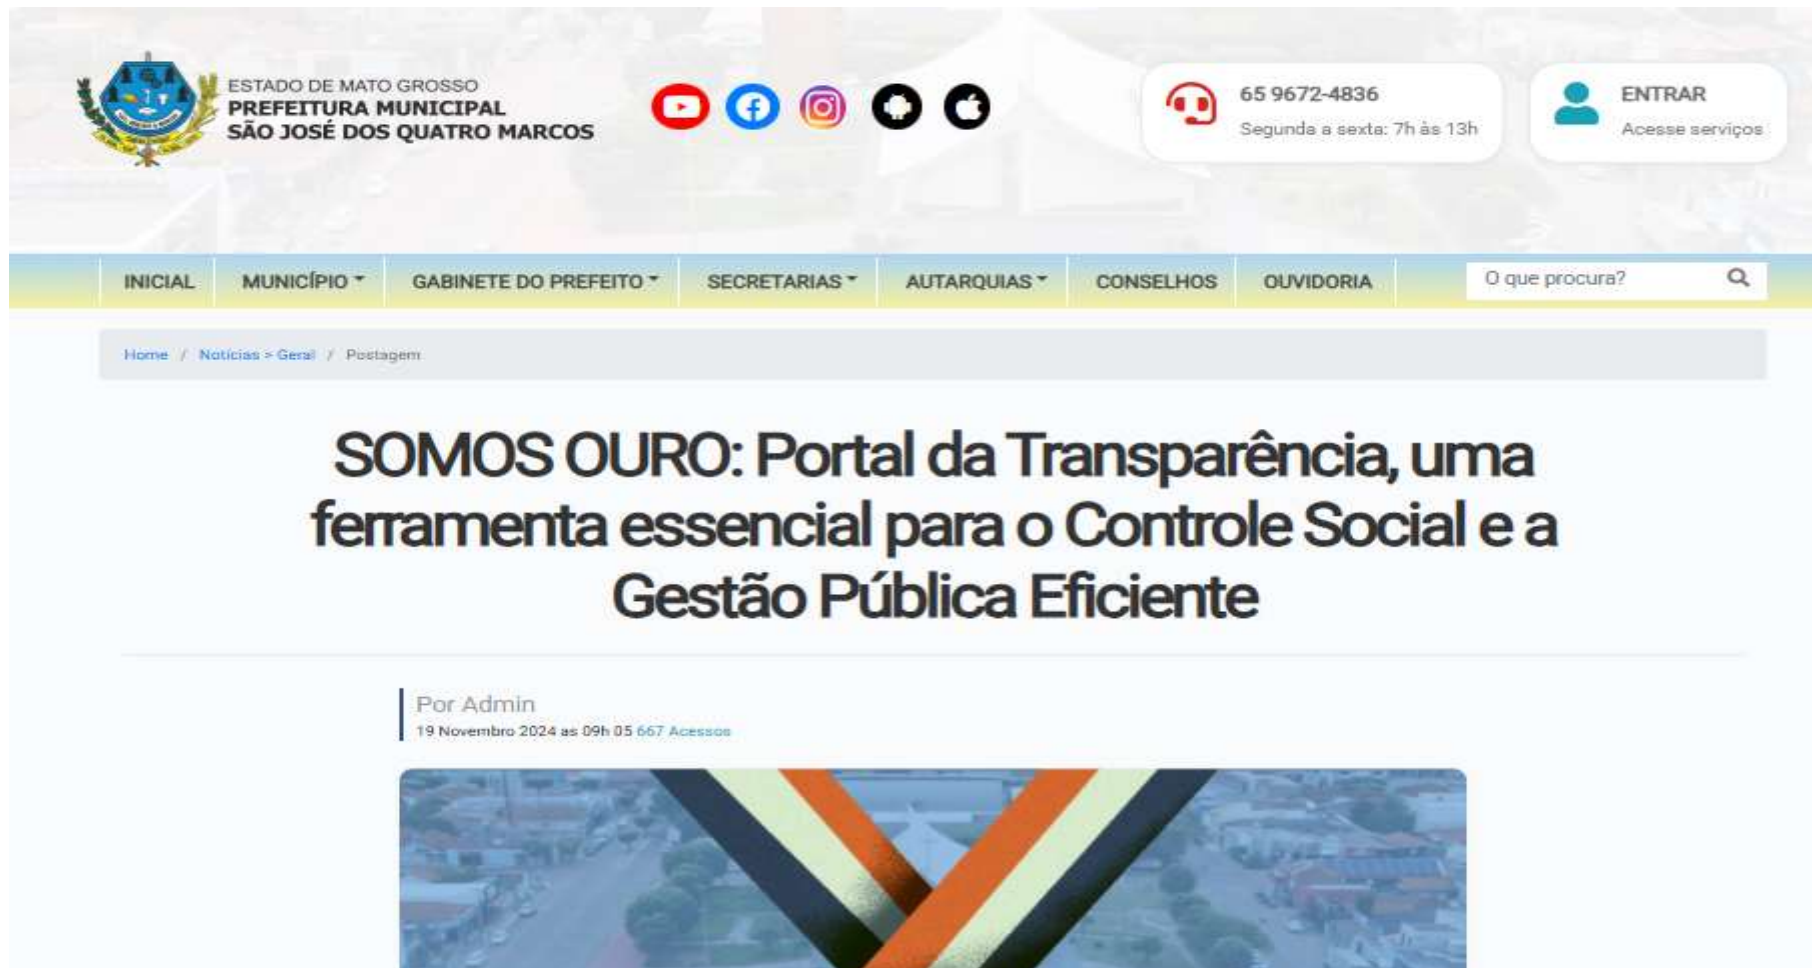 ESTADO DE MATO GROSSO
PREFEITURA MUNICIPAL
SÃO JOSÉ DOS QUATRO MARCOS
65 9672-4836
Segunda a sexta: 7h às 13h
ENTRAR
Acesse serviços
INICIAL MUNICÍPIO GABINETE DO PREFEITO SECRETARIAS AUTARQUIAS CONSELHOS OUVIDORIA O que procura?
Home / Notícias > Geral / Postagem
SOMOS OURO: Portal da Transparência, uma
ferramenta essencial para o Controle Social e a
Gestão Pública Eficiente
Por Admin
19 Novembro 2024 as 09h 05 667 Acessos